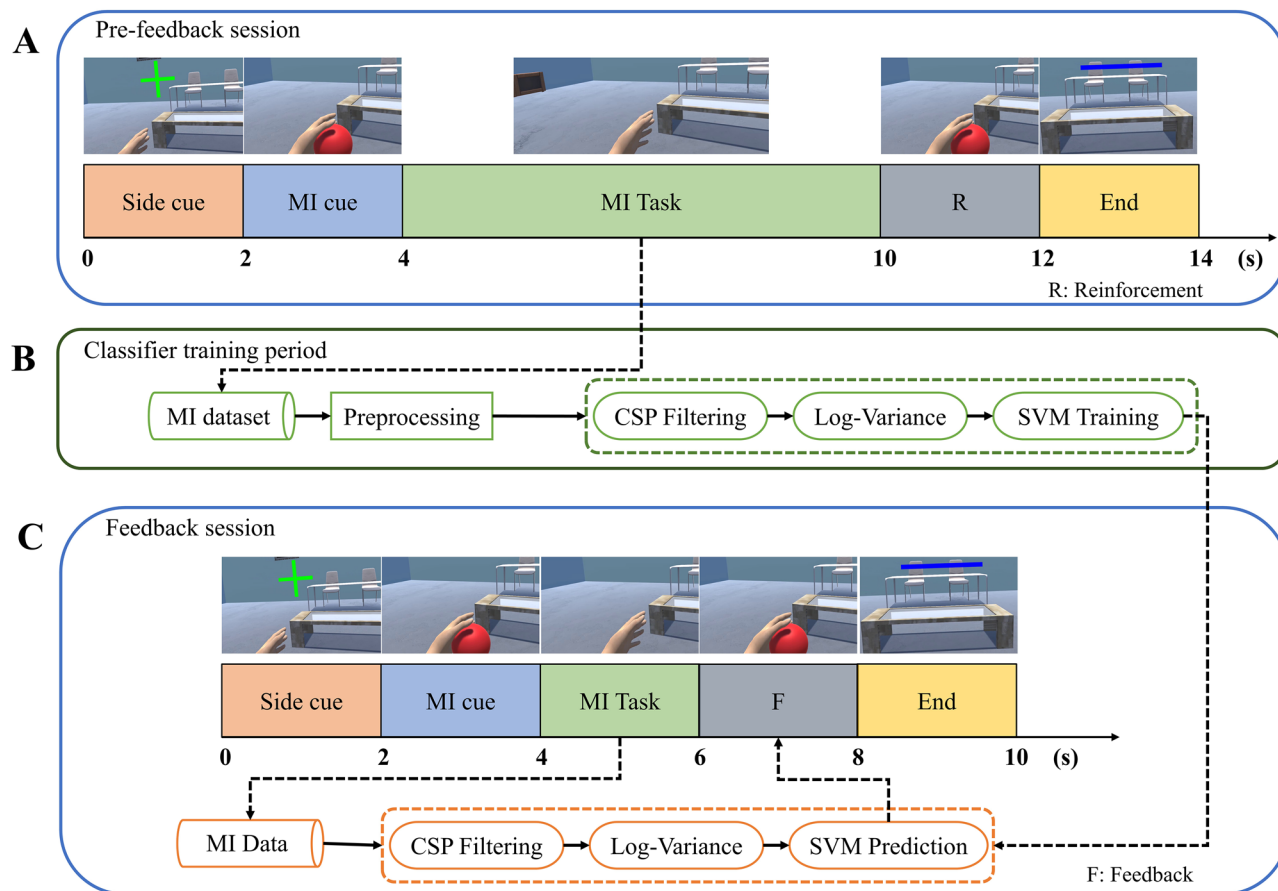 A
Pre-feedback session
Side cue
MI cue
MI Task
R
End
0
2
4
10
12
14
(s)
R: Reinforcement
B
Classifier training period
MI dataset
Preprocessing
CSP Filtering
Log-Variance
SVM Training
C
Feedback session
Side cue
MI cue
MI Task
F
End
0
2
4
6
8
10
(s)
MI Data
CSP Filtering
Log-Variance
SVM Prediction
F: Feedback